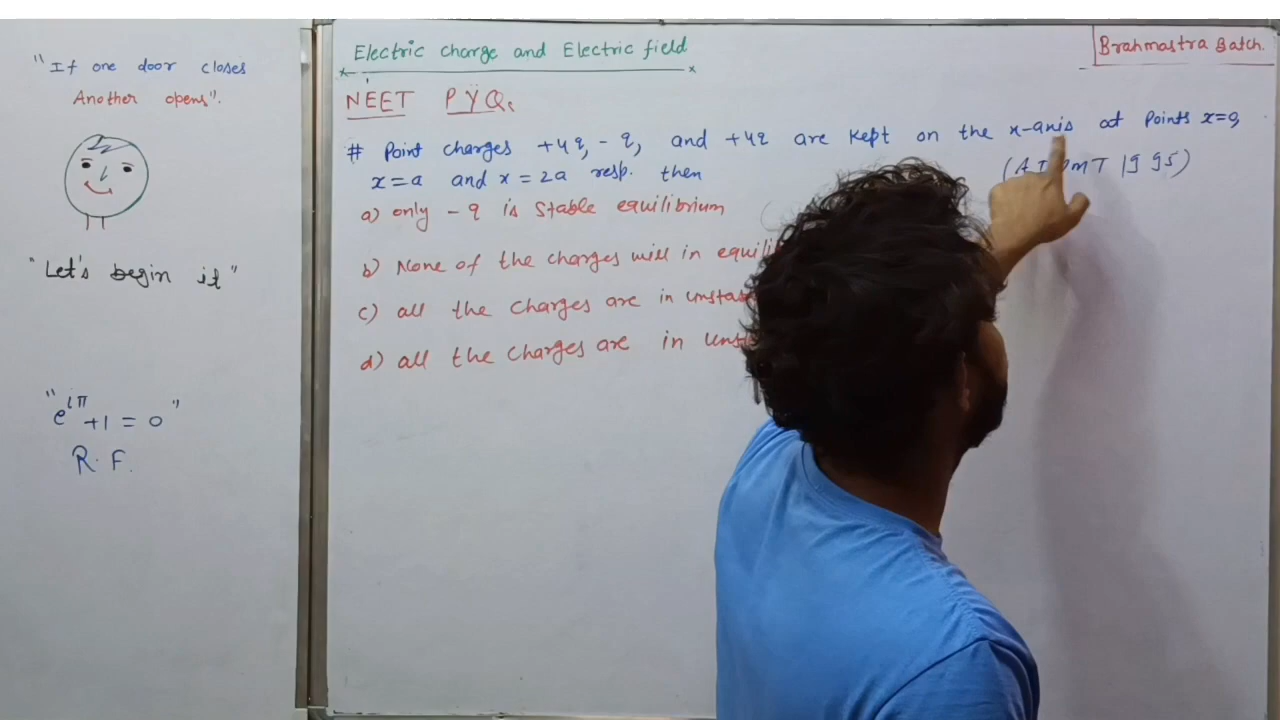 "If one door closes
Another opens".
"Let's begin it"
"e^iπ +1 = 0"
R. F.
Electric charge and Electric field
Brahmastra Batch.
NEET PYQs
# Point charges +4q, -q, and +4q are kept on the x-axis at points x=0,
x=a and x=2a resp. then
1995)
a) only -q is stable equilibrium
b) None of the charges will in
c) all the charges are in
d) all the charges are in